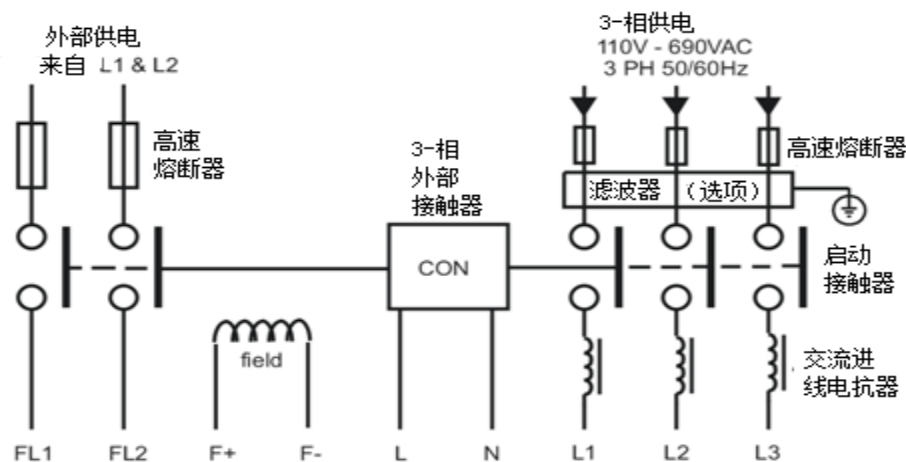 外部供电
来自 L1 & L2
高速
熔断器
3-相
外部
接触器
3-相供电
110V - 690VAC
3 PH 50/60Hz
高速熔断器
滤波器 （选项）
CON
启动
接触器
field
交流进
线电抗器
FL1 FL2 F+ F- L N L1 L2 L3